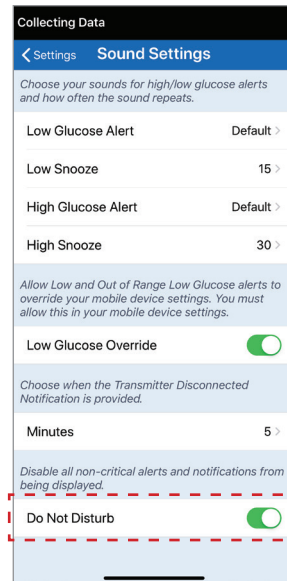 Collecting Data
Settings Sound Settings
Choose your sounds for high/low glucose alerts
and how often the sound repeats.
Low Glucose Alert Default
Low Snooze 15
High Glucose Alert Default
High Snooze 30
Allow Low and Out of Range Low Glucose alerts to
override your mobile device settings. You must
allow this in your mobile device settings.
Low Glucose Override
Choose when the Transmitter Disconnected
Notification is provided.
Minutes 5
Disable all non-critical alerts and notifications from
being displayed.
Do Not Disturb